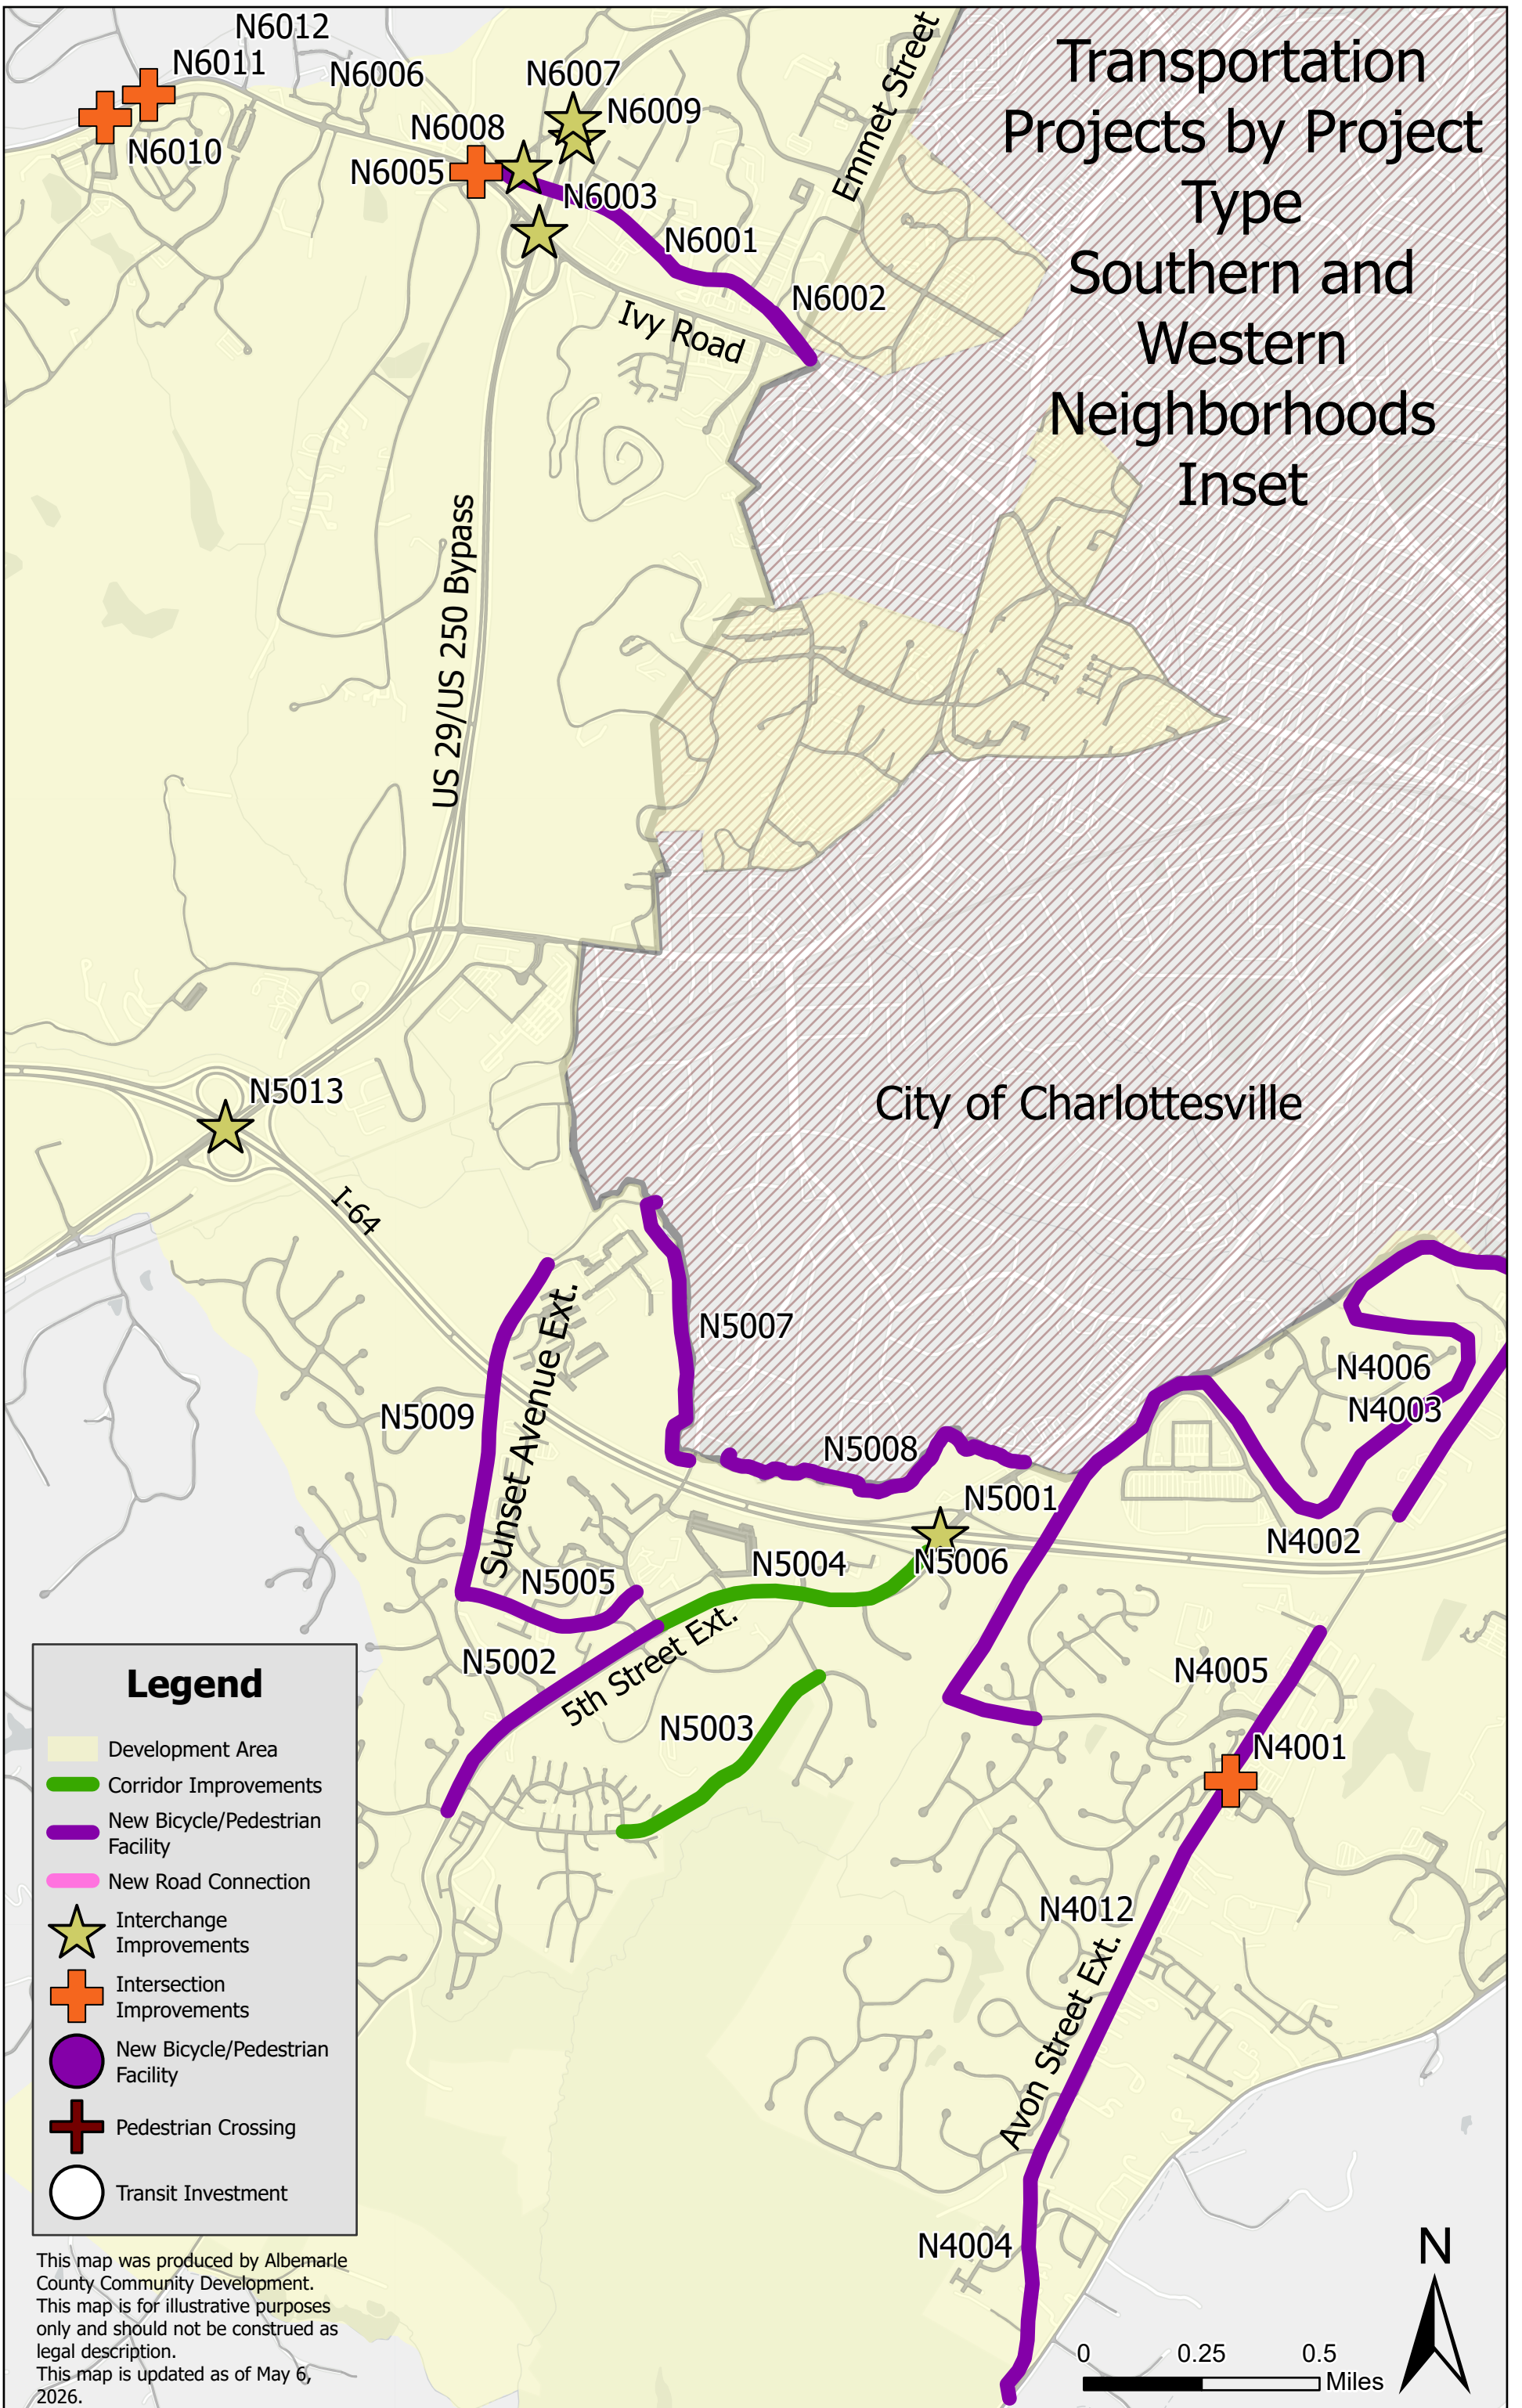 Transportation
Projects by Project
Type
Southern and
Western
Neighborhoods
Inset
N6012
N6011
N6006
N6007
N6009
N6010
N6008
N6005
N6003
N6001
N6002
Emmet Street
Ivy Road
US 29/US 250 Bypass
City of Charlottesville
N5013
I-64
N5007
Sunset Avenue Ext.
N5009
N5008
N4006
N4003
N5001
N4002
N5004
N5006
N5005
N5002
5th Street Ext.
N5003
N4005
N4001
N4012
Avon Street Ext.
N4004
Legend
Development Area
Corridor Improvements
New Bicycle/Pedestrian
Facility
New Road Connection
Interchange
Improvements
Intersection
Improvements
New Bicycle/Pedestrian
Facility
Pedestrian Crossing
Transit Investment
This map was produced by Albemarle
County Community Development.
This map is for illustrative purposes
only and should not be construed as
legal description.
This map is updated as of May 6,
2026.
N
0 0.25 0.5
Miles